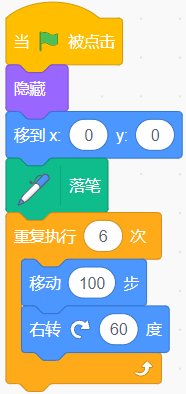 当 被点击
隐藏
移到 x: 0 y: 0
落笔
重复执行 6 次
移动 100 步
右转 60 度